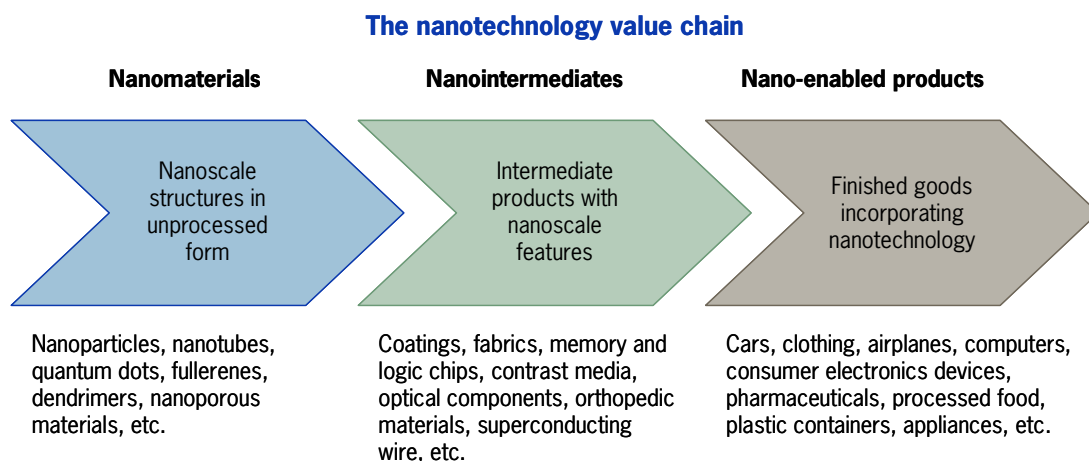 The nanotechnology value chain
Nanomaterials
Nanointermediates
Nano-enabled products
Nanoscale
structures in
unprocessed
form
Intermediate
products with
nanoscale
features
Finished goods
incorporating
nanotechnology
Nanoparticles, nanotubes,
quantum dots, fullerenes,
dendrimers, nanoporous
materials, etc.
Coatings, fabrics, memory and
logic chips, contrast media,
optical components, orthopedic
materials, superconducting
wire, etc.
Cars, clothing, airplanes, computers,
consumer electronics devices,
pharmaceuticals, processed food,
plastic containers, appliances, etc.